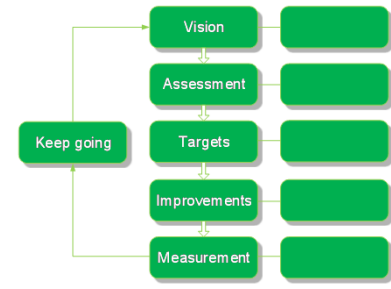 Vision
Assessment
Keep going
Targets
Improvements
Measurement